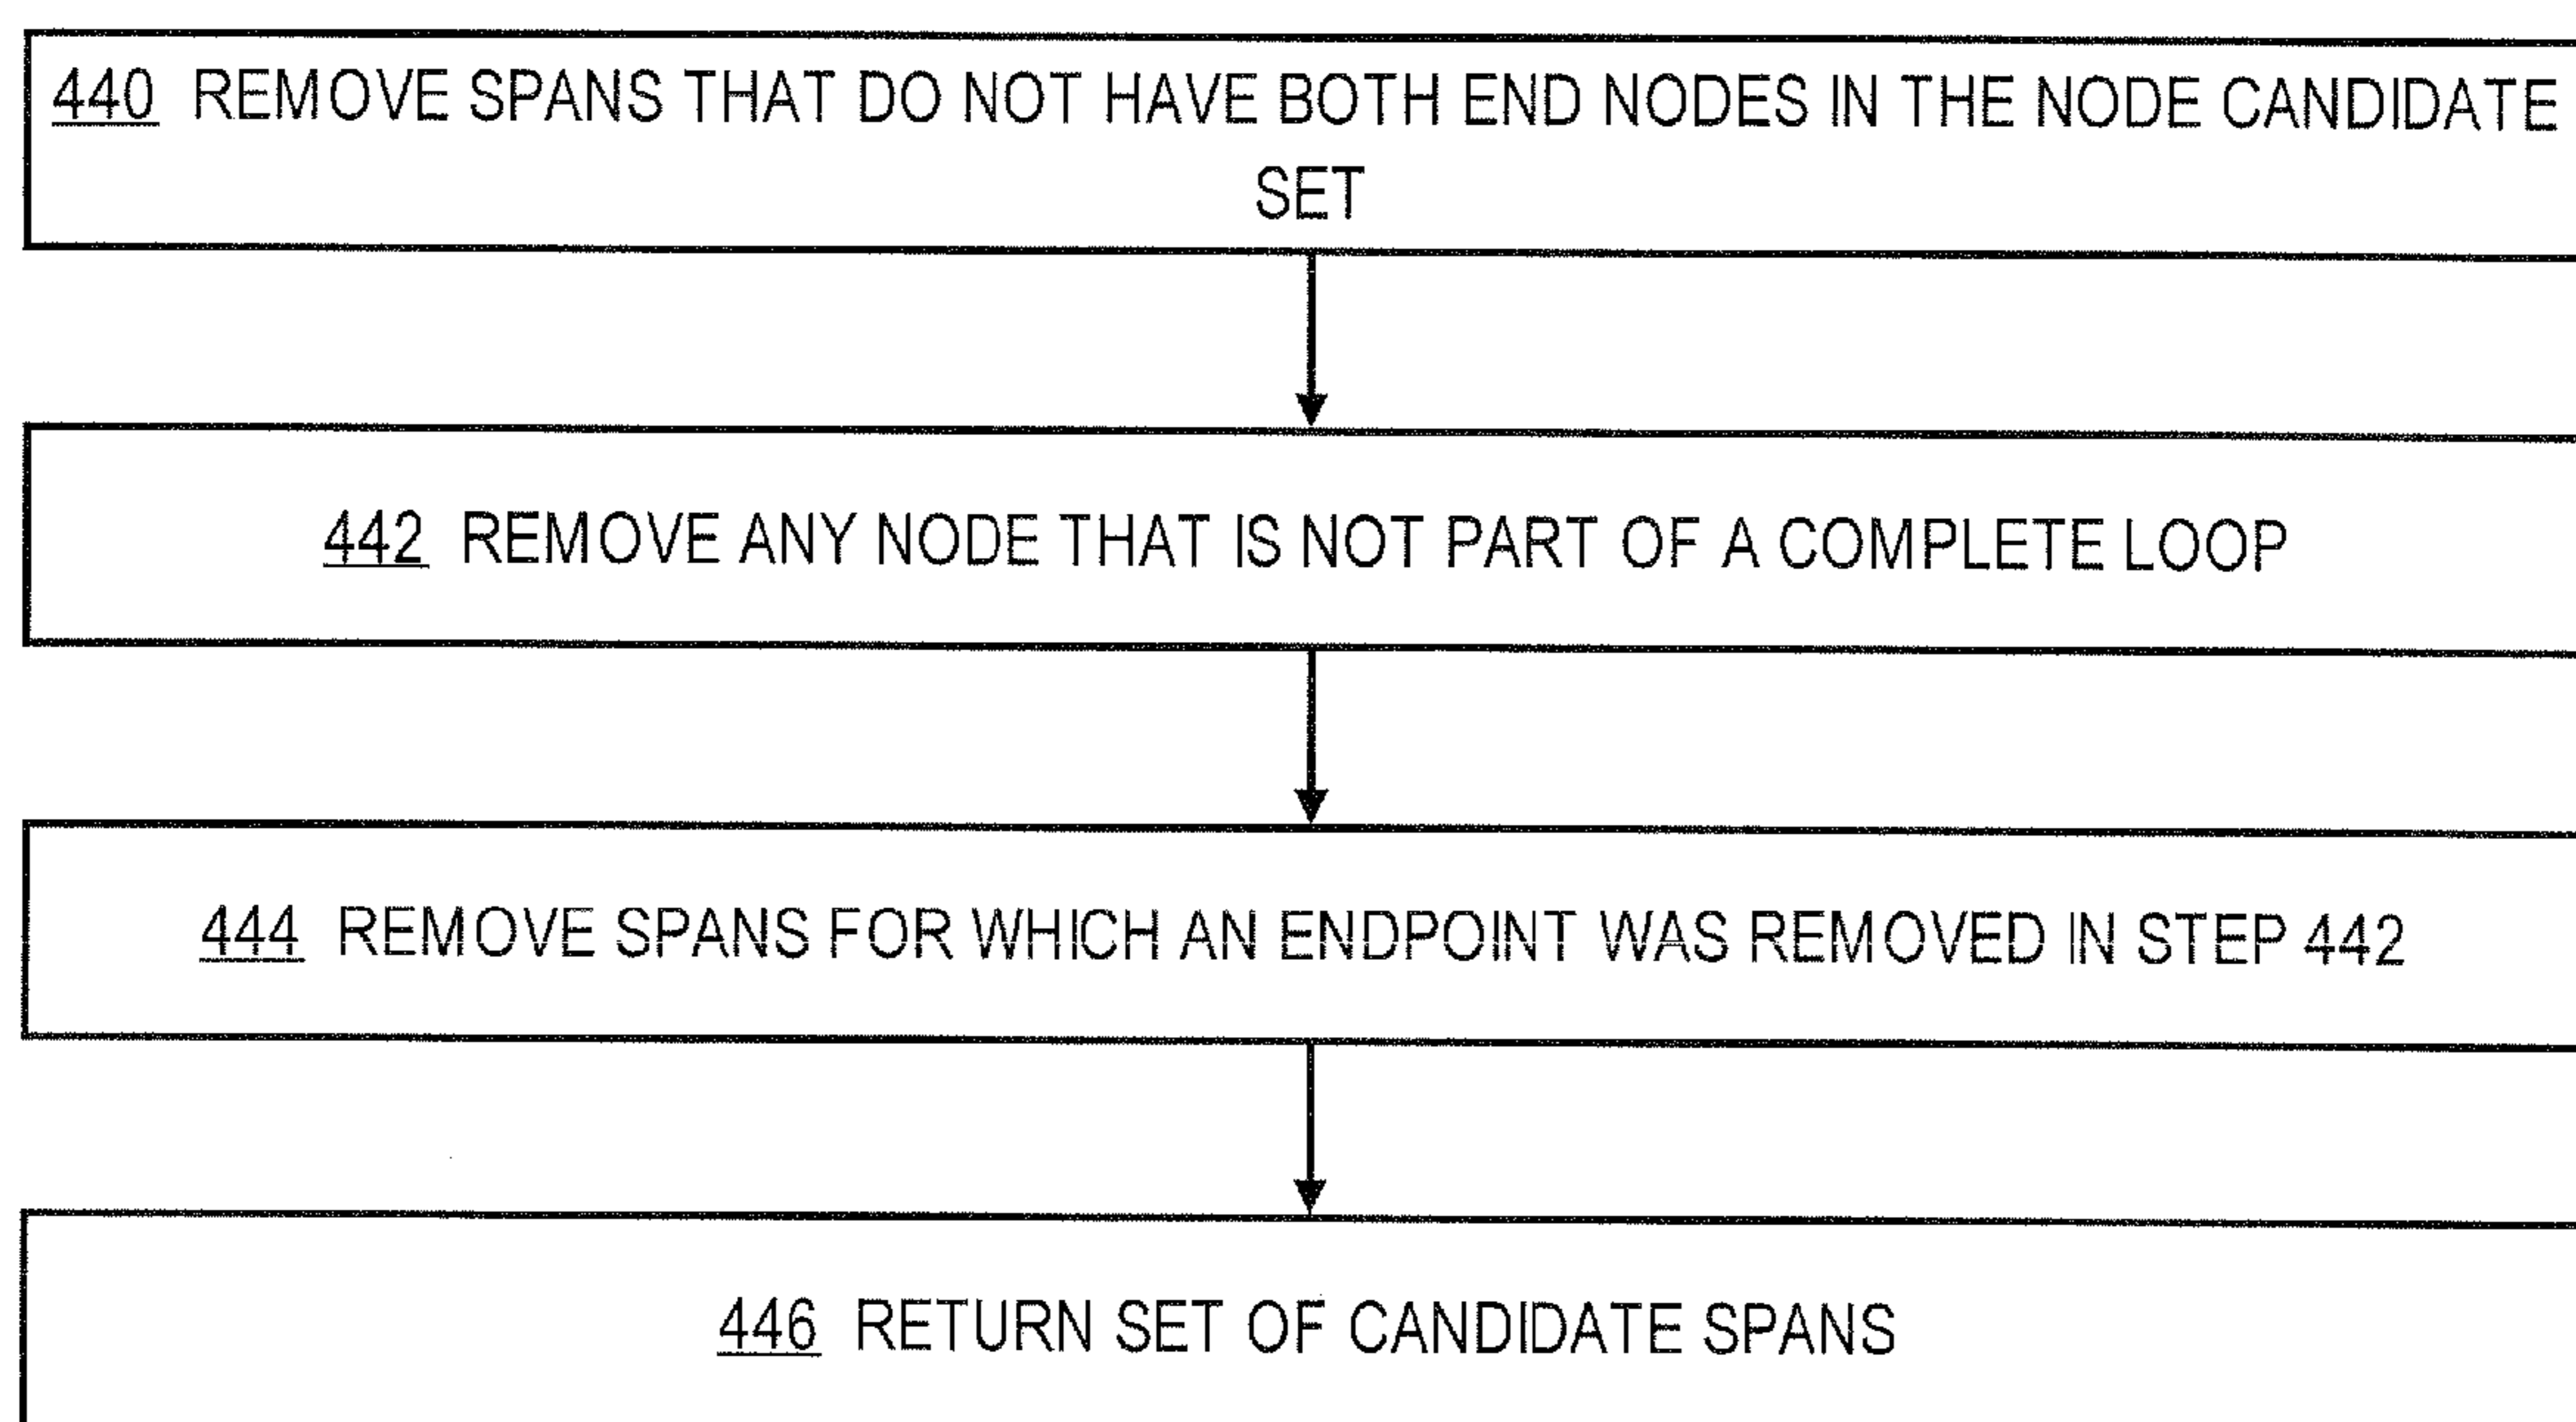 440 REMOVE SPANS THAT DO NOT HAVE BOTH END NODES IN THE NODE CANDIDATE
SET
442 REMOVE ANY NODE THAT IS NOT PART OF A COMPLETE LOOP
444 REMOVE SPANS FOR WHICH AN ENDPOINT WAS REMOVED IN STEP 442
446 RETURN SET OF CANDIDATE SPANS